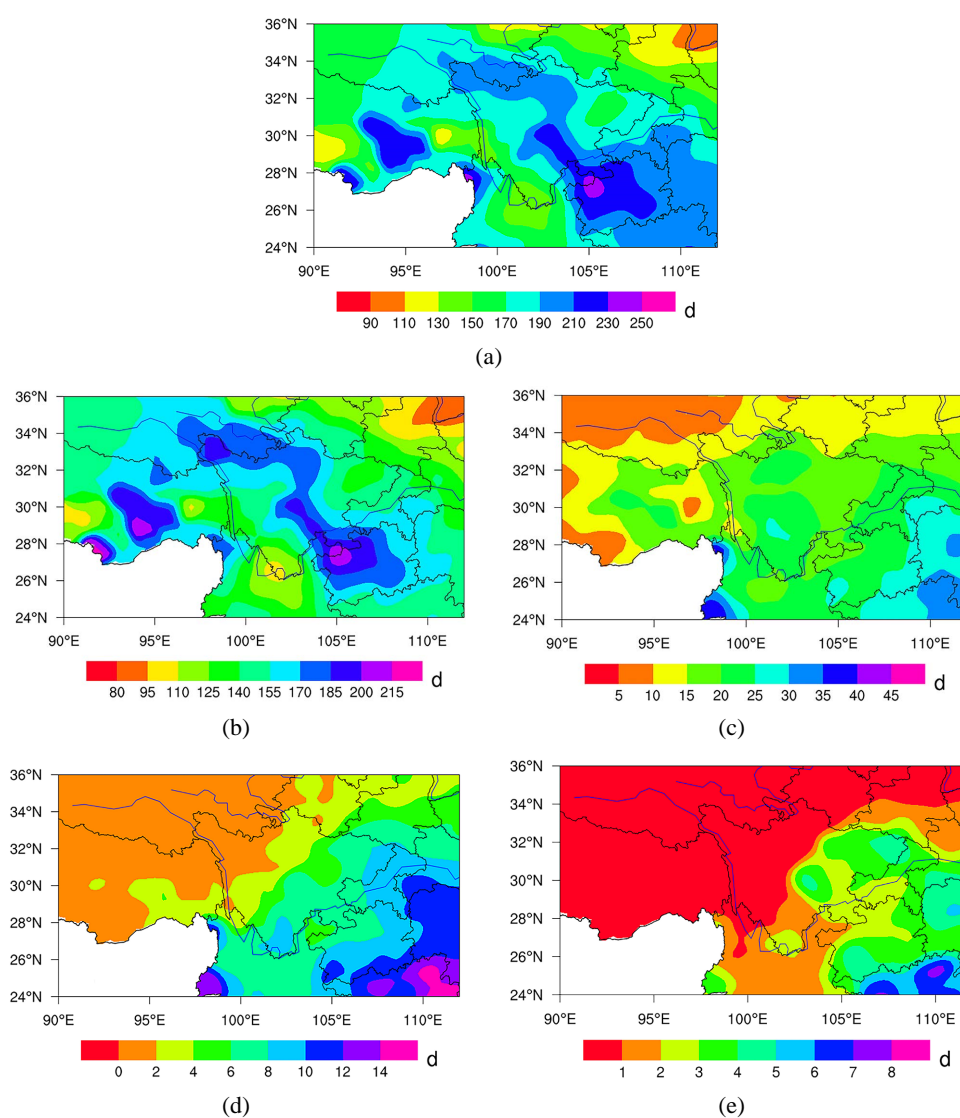 36°N
34°N
32°N
30°N
28°N
26°N
24°N
90°E 95°E 100°E 105°E 110°E
90 110 130 150 170 190 210 230 250 d
(a)
36°N
34°N
32°N
30°N
28°N
26°N
24°N
90°E 95°E 100°E 105°E 110°E
80 95 110 125 140 155 170 185 200 215 d
(b)
36°N
34°N
32°N
30°N
28°N
26°N
24°N
90°E 95°E 100°E 105°E 110°E
5 10 15 20 25 30 35 40 45 d
(c)
36°N
34°N
32°N
30°N
28°N
26°N
24°N
90°E 95°E 100°E 105°E 110°E
0 2 4 6 8 10 12 14 d
(d)
36°N
34°N
32°N
30°N
28°N
26°N
24°N
90°E 95°E 100°E 105°E 110°E
1 2 3 4 5 6 7 8 d
(e)